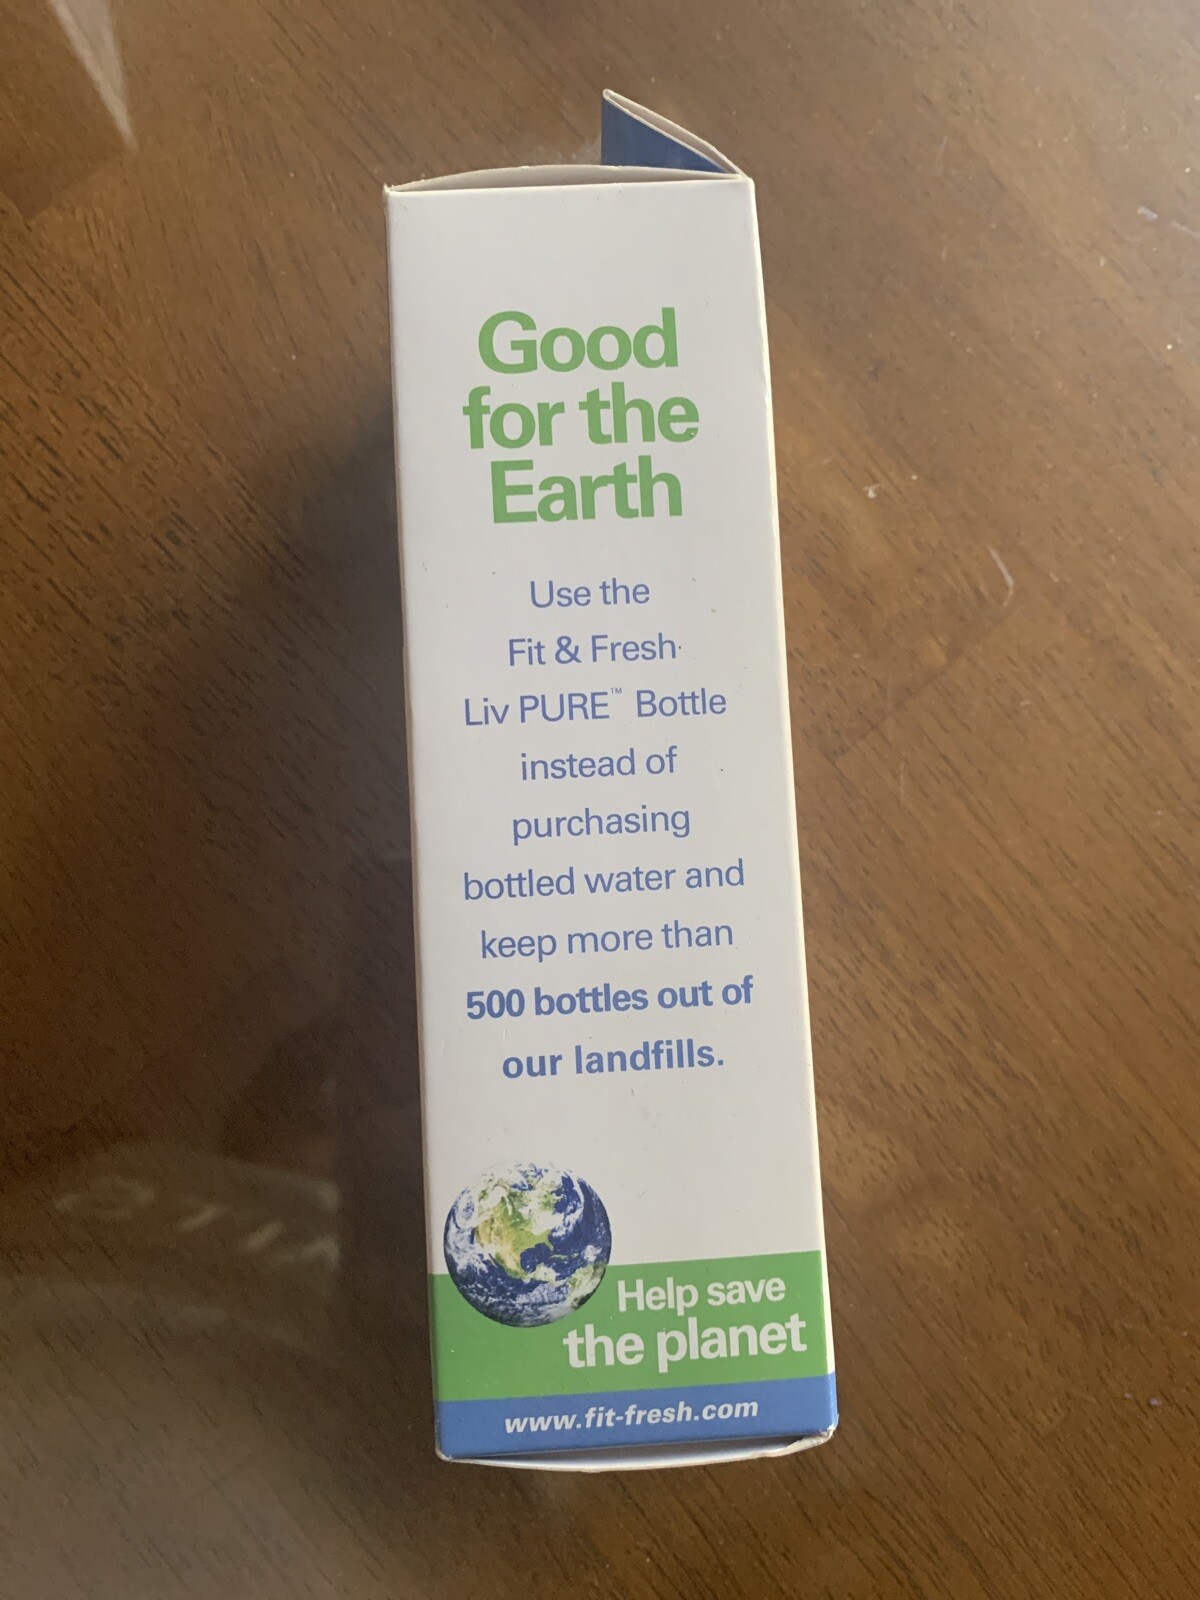 Good
for the
Earth
Use the
Fit & Fresh
Liv PURE™ Bottle
instead of
purchasing
bottled water and
keep more than
500 bottles out of
our landfills.
Help save
the planet
www.fit-fresh.com